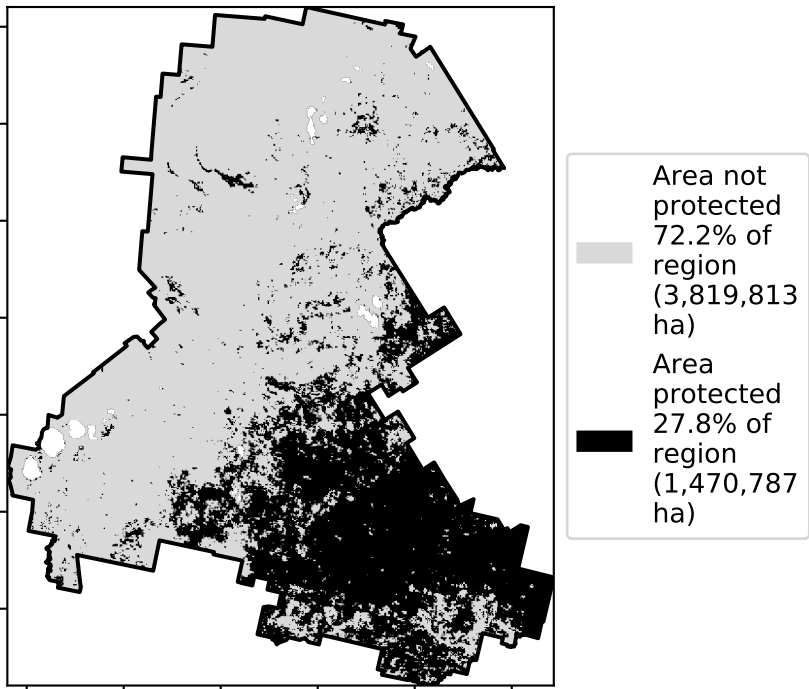 Area not
protected
72.2% of
region
(3,819,813
ha)
Area
protected
27.8% of
region
(1,470,787
ha)